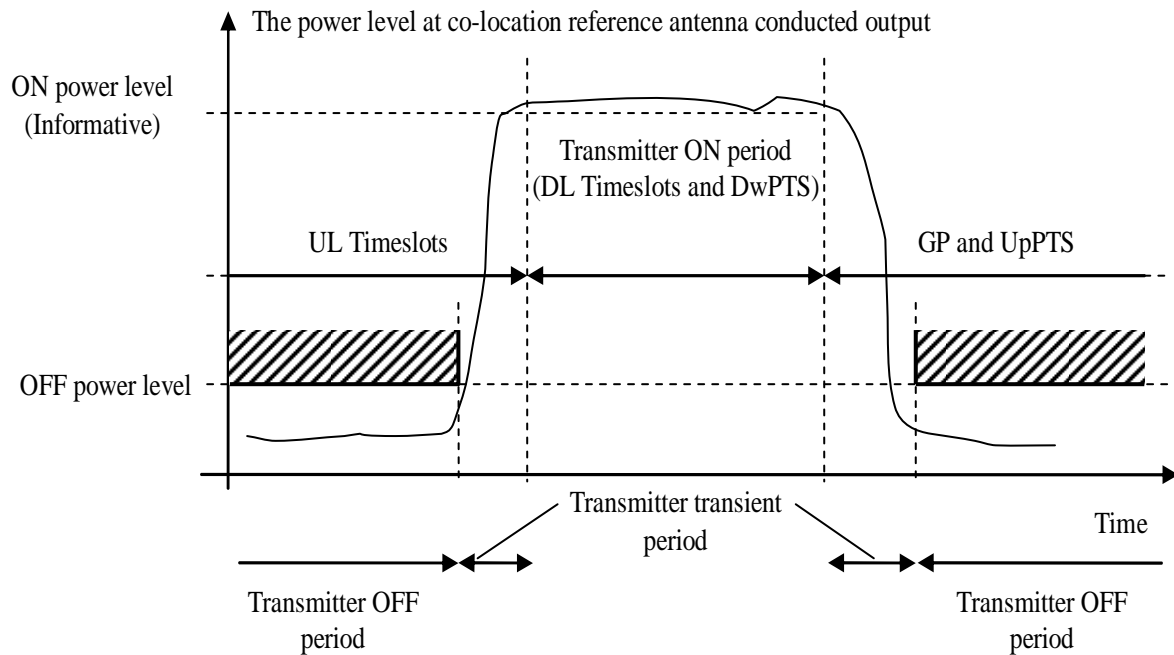 The power level at co-location reference antenna conducted output
ON power level
(Informative)
Transmitter ON period
(DL Timeslots and DwPTS)
UL Timeslots
GP and UpPTS
OFF power level
Transmitter transient
period
Time
Transmitter OFF
period
Transmitter OFF
period